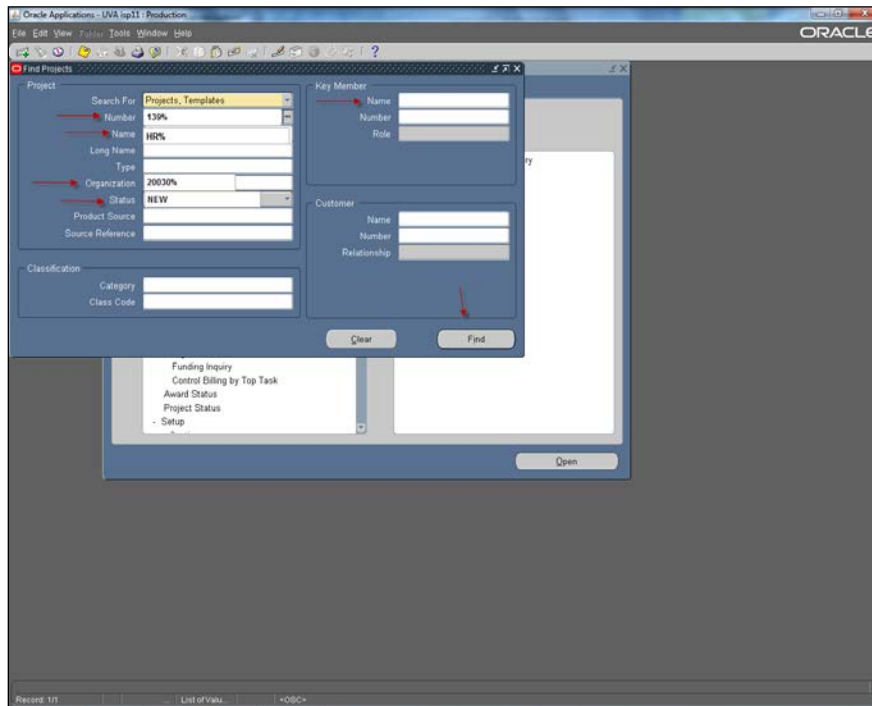 Oracle Applications - UVA isp11 : Production
File Edit View Folder Tools Window Help
ORACLE
Find Projects
Project
Search For Projects, Templates
Number 139%
Name HR%
Long Name
Type
Organization 20030%
Status NEW
Product Source
Source Reference
Classification
Category
Class Code
Key Member
Name
Number
Role
Customer
Name
Number
Relationship
Clear
Find
ry
Funding Inquiry
Control Billing by Top Task
Award Status
Project Status
- Setup
Open
Record: 1/1 ... List of Valu... <OSC>